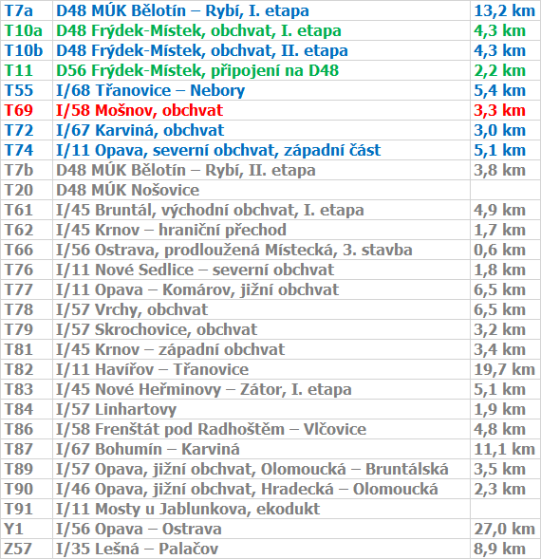 T7a D48 MÚK Bělotín – Rybí, I. etapa 13,2 km
T10a D48 Frýdek-Místek, obchvat, I. etapa 4,3 km
T10b D48 Frýdek-Místek, obchvat, II. etapa 4,3 km
T11 D56 Frýdek-Místek, připojení na D48 2,2 km
T55 I/68 Třanovice – Nebory 5,4 km
T69 I/58 Mošnov, obchvat 3,3 km
T72 I/67 Karviná, obchvat 3,0 km
T74 I/11 Opava, severní obchvat, západní část 5,1 km
T7b D48 MÚK Bělotín – Rybí, II. etapa 3,8 km
T20 D48 MÚK Nošovice
T61 I/45 Bruntál, východní obchvat, I. etapa 4,9 km
T62 I/45 Krnov – hraniční přechod 1,7 km
T66 I/56 Ostrava, prodloužená Místecká, 3. stavba 0,6 km
T76 I/11 Nové Sedlice – severní obchvat 1,8 km
T77 I/11 Opava – Komárov, jižní obchvat 6,5 km
T78 I/57 Vrchy, obchvat 6,5 km
T79 I/57 Skrochovice, obchvat 3,2 km
T81 I/45 Krnov – západní obchvat 3,4 km
T82 I/11 Havířov – Třanovice 19,7 km
T83 I/45 Nové Heřminovy – Zátor, I. etapa 5,1 km
T84 I/57 Linhartovy 1,9 km
T86 I/58 Frenštát pod Radhoštěm – Vlčovice 4,8 km
T87 I/67 Bohumín – Karviná 11,1 km
T89 I/57 Opava, jižní obchvat, Olomoucká – Bruntálská 3,5 km
T90 I/46 Opava, jižní obchvat, Hradecká – Olomoucká 2,3 km
T91 I/11 Mosty u Jablunkova, ekodukt
Y1 I/56 Opava – Ostrava 27,0 km
Z57 I/35 Lešná – Palačov 8,9 km